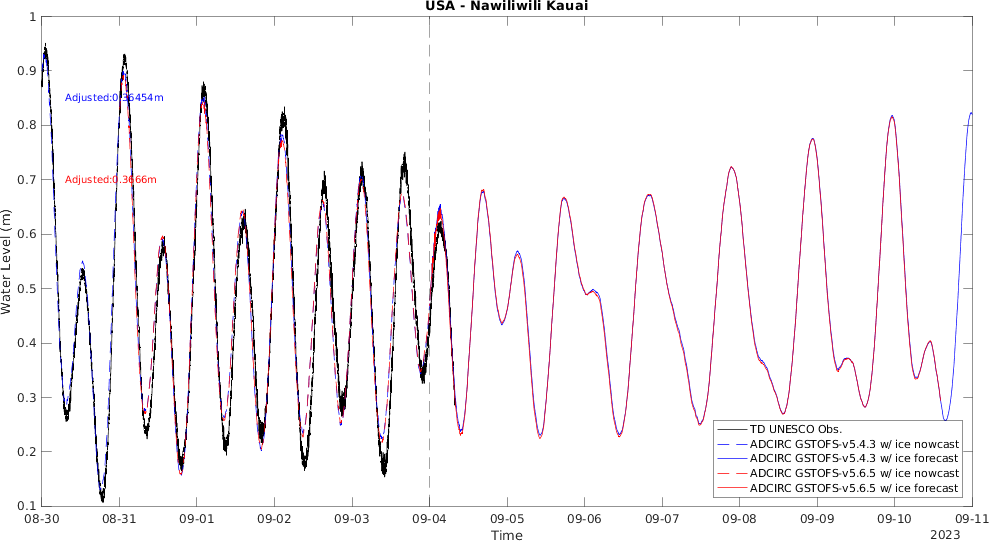 USA - Nawiliwili Kauai
1
0.9
0.8
0.7
0.6
0.5
0.4
0.3
0.2
0.1
Water Level (m)
Adjusted:0.36454m
Adjusted:0.3666m
TD UNESCO Obs.
ADCIRC GSTOFS-v5.4.3 w/ ice nowcast
ADCIRC GSTOFS-v5.4.3 w/ ice forecast
ADCIRC GSTOFS-v5.6.5 w/ ice nowcast
ADCIRC GSTOFS-v5.6.5 w/ ice forecast
08-30 08-31 09-01 09-02 09-03 09-04 09-05 09-06 09-07 09-08 09-09 09-10 09-11
Time
2023